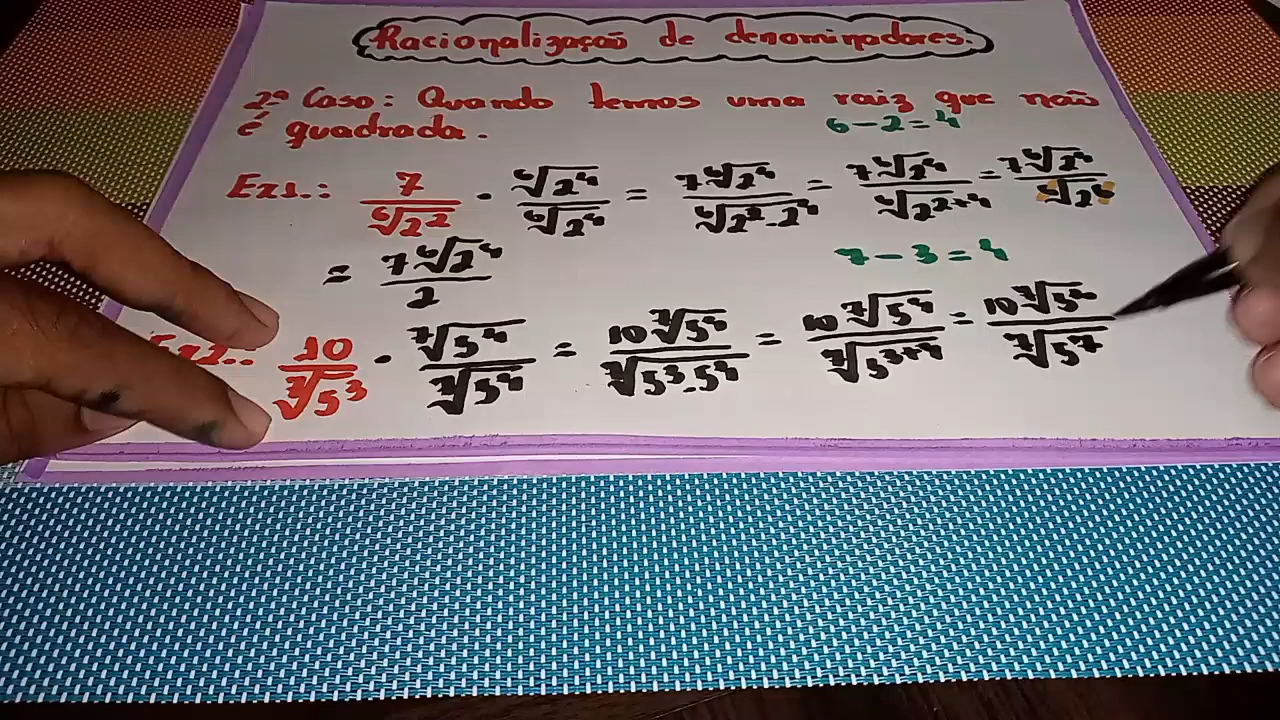 Racionalização de denominadores.
2º Caso: Quando temos uma raiz que não
é quadrada.
6 - 2 = 4
Ex1.: 7/⁶√2² · ⁶√2⁴/⁶√2⁴ = 7⁶√2⁴/⁶√2²·2⁴ = 7⁶√2⁴/⁶√2²⁺⁴ = 7⁶√2⁴/⁶√2⁶
= 7⁶√2⁴/2
7 - 3 = 4
10/⁷√5³ · ⁷√5⁴/⁷√5⁴ = 10⁷√5⁴/⁷√5³·5⁴ = 10⁷√5⁴/⁷√5³⁺⁴ = 10⁷√5⁴/⁷√5⁷